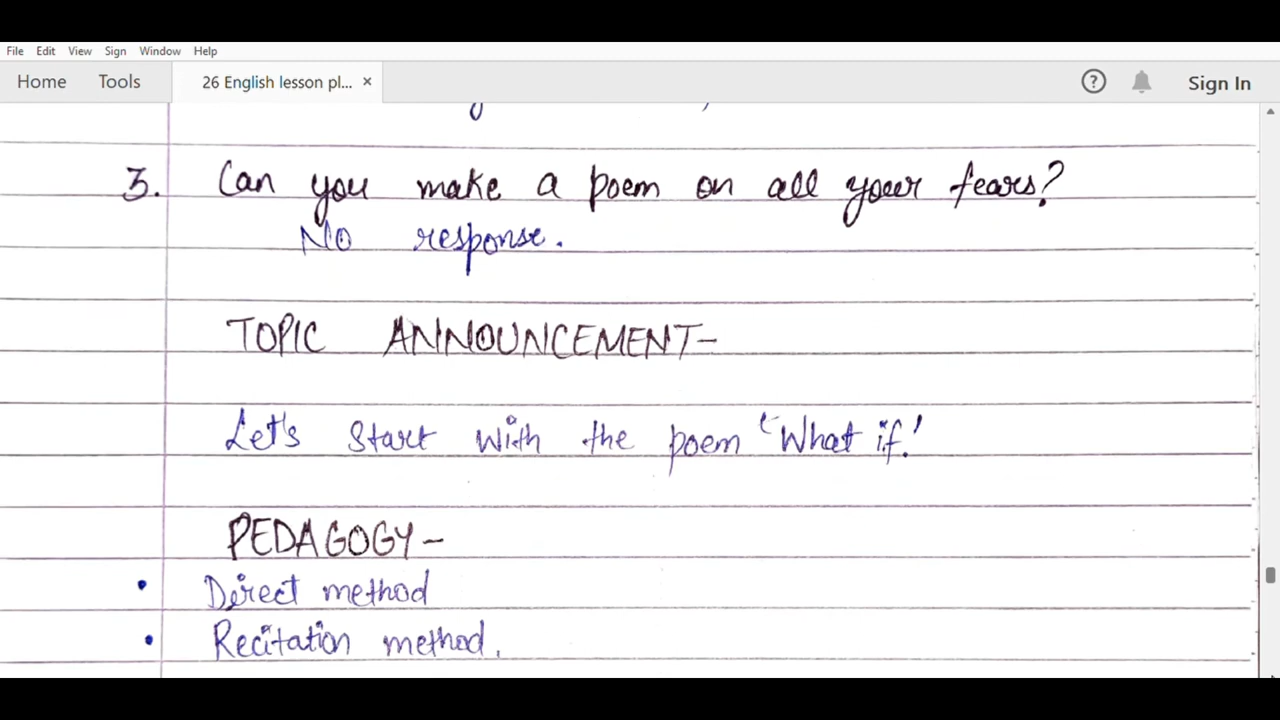 File Edit View Sign Window Help
Home Tools 26 English lesson pl... × ? Sign In
3. Can you make a poem on all your fears?
No response.
TOPIC ANNOUNCEMENT-
Let's start with the poem 'What if.'
PEDAGOGY-
• Direct method
• Recitation method.